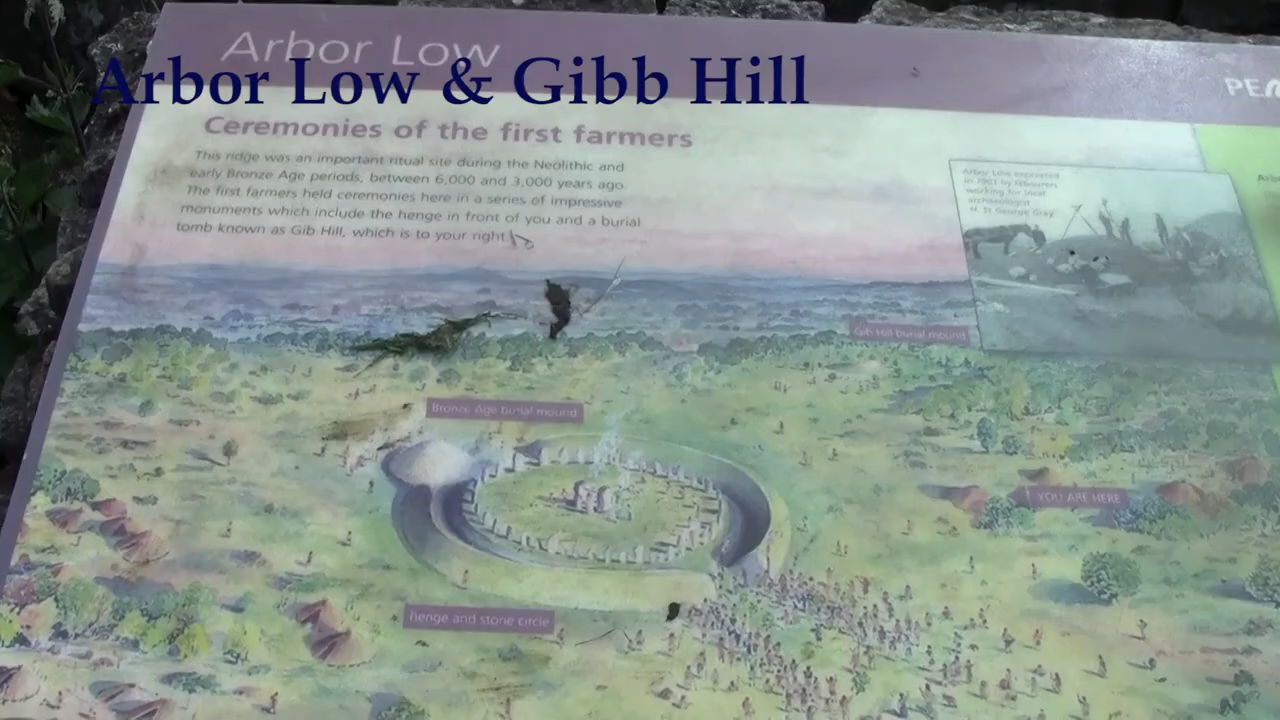 Arbor Low
Arbor Low & Gibb Hill
PEA
Ceremonies of the first farmers
This ridge was an important ritual site during the Neolithic and
early Bronze Age periods, between 6,000 and 3,000 years ago.
The first farmers held ceremonies here in a series of impressive
monuments which include the henge in front of you and a burial
tomb known as Gib Hill, which is to your right
Arbor Low excavated
in 1901 by labourers
working for local
archaeologist
H. St George Gray
Gib Hill burial mound
Bronze Age burial mound
YOU ARE HERE
henge and stone circle